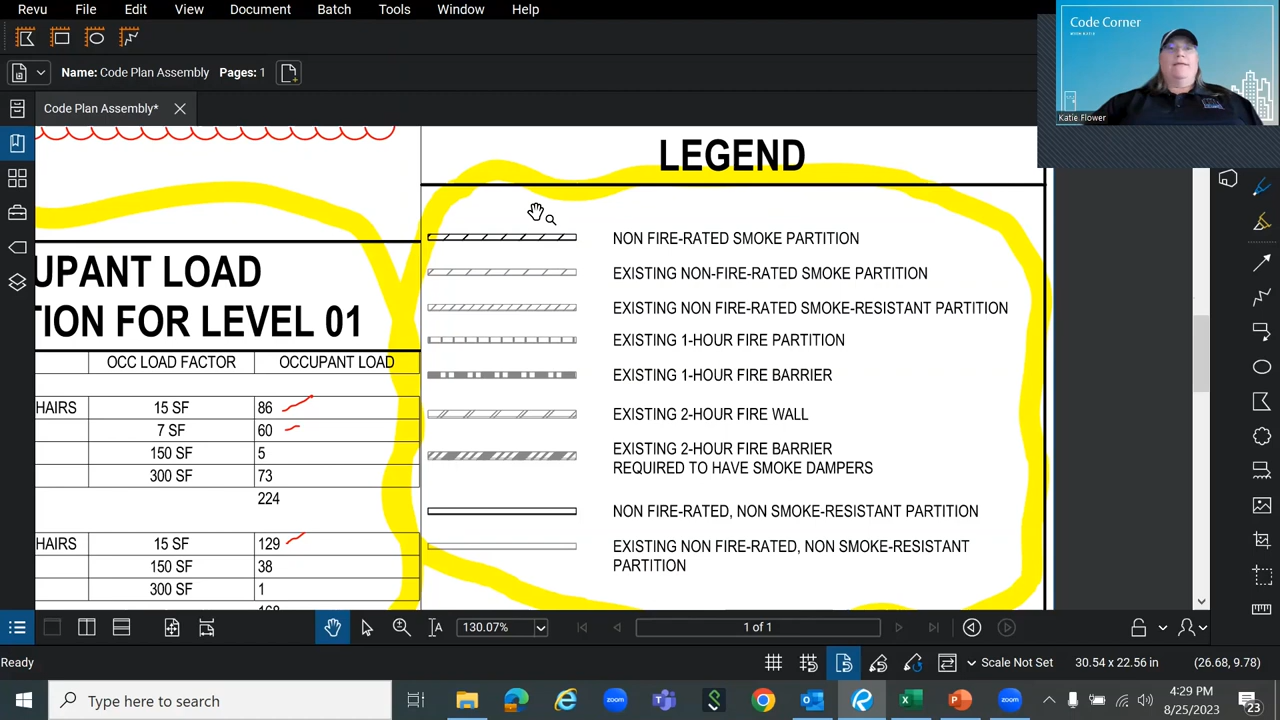 Revu File Edit View Document Batch Tools Window Help
Name: Code Plan Assembly Pages: 1
Code Plan Assembly*
Code Corner
Katie Flower
LEGEND
NON FIRE-RATED SMOKE PARTITION
EXISTING NON-FIRE-RATED SMOKE PARTITION
EXISTING NON FIRE-RATED SMOKE-RESISTANT PARTITION
EXISTING 1-HOUR FIRE PARTITION
EXISTING 1-HOUR FIRE BARRIER
EXISTING 2-HOUR FIRE WALL
EXISTING 2-HOUR FIRE BARRIER
REQUIRED TO HAVE SMOKE DAMPERS
NON FIRE-RATED, NON SMOKE-RESISTANT PARTITION
EXISTING NON FIRE-RATED, NON SMOKE-RESISTANT
PARTITION
UPANT LOAD
TION FOR LEVEL 01
OCC LOAD FACTOR OCCUPANT LOAD
HAIRS 15 SF 86
7 SF 60
150 SF 5
300 SF 73
224
HAIRS 15 SF 129
150 SF 38
300 SF 1
168
130.07% 1 of 1
Ready Scale Not Set 30.54 x 22.56 in (26.68, 9.78)
Type here to search zoom zoom 4:29 PM
8/25/2023 23